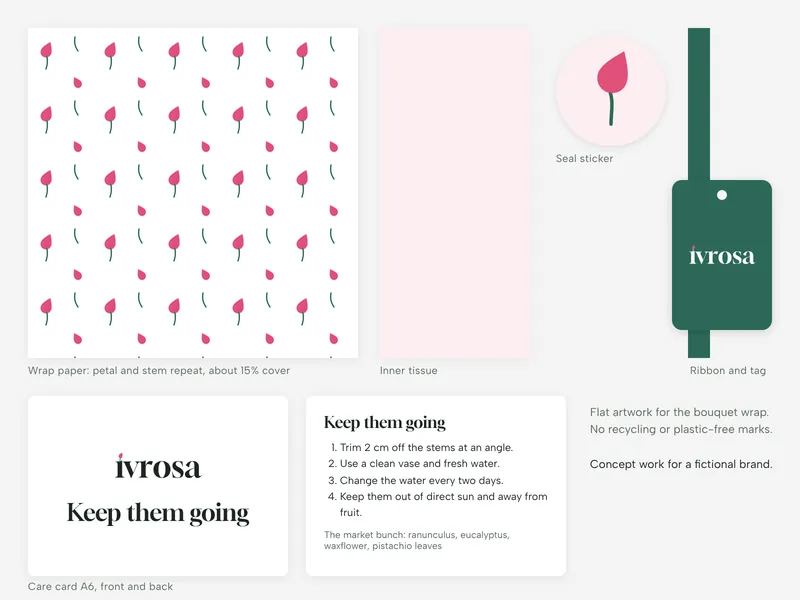 Seal sticker
ivrosa
Wrap paper: petal and stem repeat, about 15% cover
Inner tissue
Ribbon and tag
ivrosa
Keep them going
Care card A6, front and back
Keep them going
1. Trim 2 cm off the stems at an angle.
2. Use a clean vase and fresh water.
3. Change the water every two days.
4. Keep them out of direct sun and away from
fruit.
The market bunch: ranunculus, eucalyptus,
waxflower, pistachio leaves
Flat artwork for the bouquet wrap.
No recycling or plastic-free marks.
Concept work for a fictional brand.